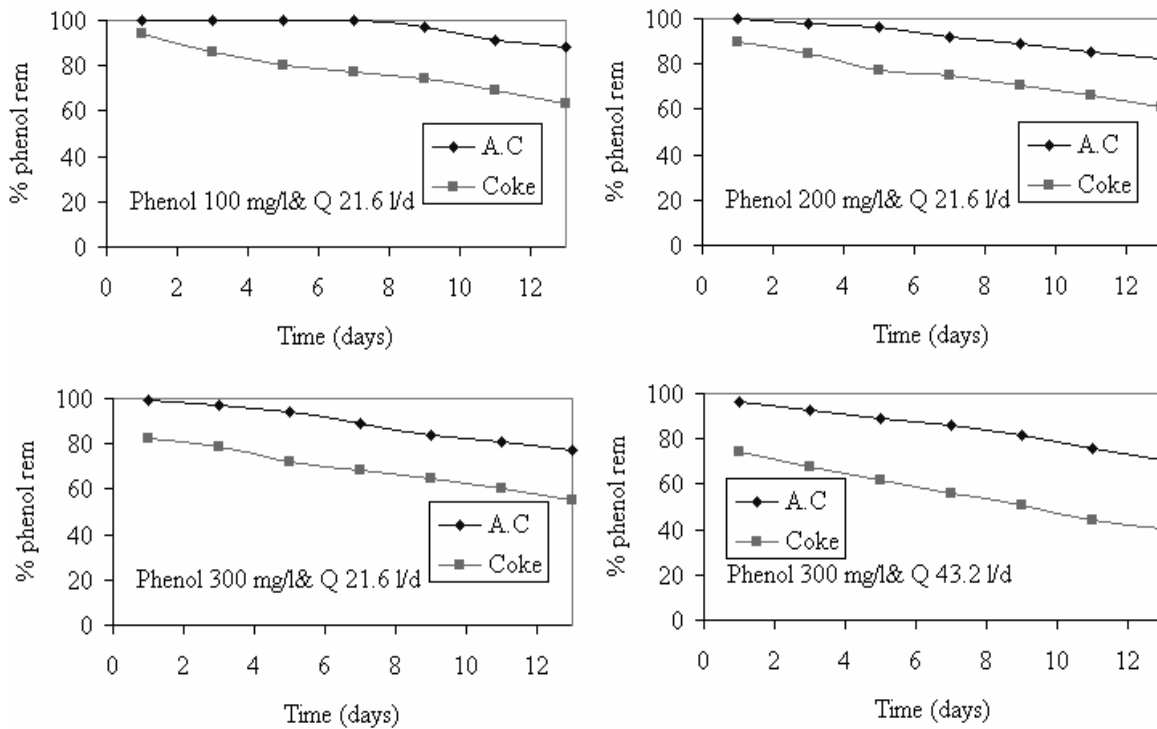 100
80
60
40
20
0
% phenol rem
A.C
Coke
Phenol 100 mg/l& Q 21.6 l/d
0 2 4 6 8 10 12
Time (days)
100
80
60
40
20
0
% phenol rem
A.C
Coke
Phenol 200 mg/l& Q 21.6 l/d
0 2 4 6 8 10 12
Time (days)
100
80
60
40
20
0
% phenol rem
A.C
Coke
Phenol 300 mg/l& Q 21.6 l/d
0 2 4 6 8 10 12
Time (days)
100
80
60
40
20
0
% phenol rem
A.C
Coke
Phenol 300 mg/l& Q 43.2 l/d
0 2 4 6 8 10 12
Time (days)